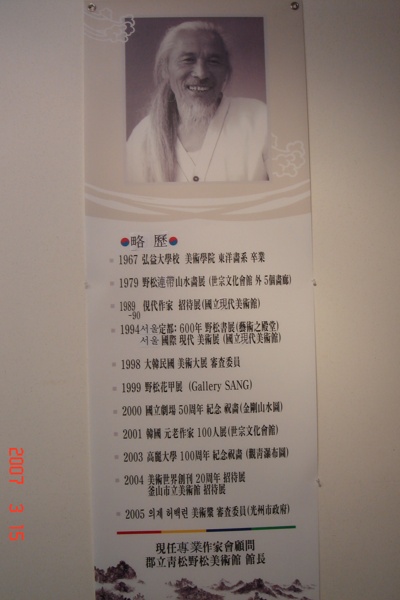 略 歷
1967 弘益大學校 美術學院 東洋畫系 卒業
1979 野松連帶山水畫展 (世宗文化會館 外 5個畫廊)
1989 現代作家 招待展(國立現代美術館)
-90
1994 서울定都: 600年 野松書展(藝術之殿堂)
서울 國際 現代 美術展 (國立現代美術館)
1998 大韓民國 美術大展 審査委員
1999 野松花甲展 (Gallery SANG)
2000 國立劇場 50周年 紀念 祝畫(金剛山水圖)
2001 韓國 元老作家 100人展(世宗文化會館)
2003 高麗大學 100周年 紀念祝畫 (觀靑瀑布圖)
2004 美術世界創刊 20周年 招待展
釜山市立美術館 招待展
2005 의제 허백련 美術獎 審査委員(光州市政府)
現任專業作家會顧問
郡立靑松野松美術館 館長
2007 3 15